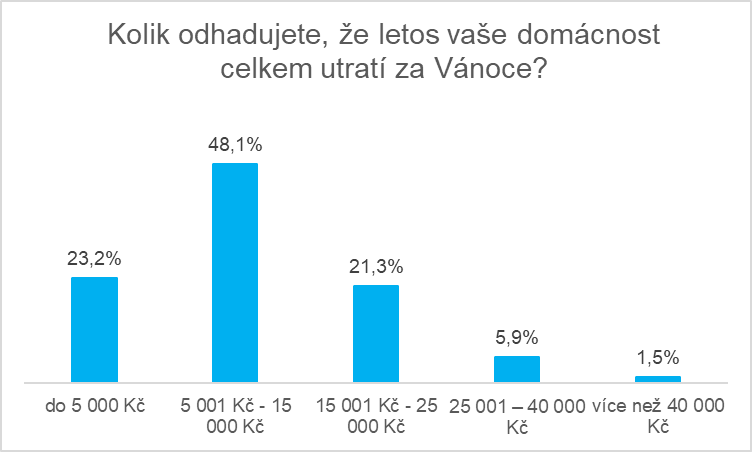 Kolik odhadujete, že letos vaše domácnost
celkem utratí za Vánoce?
48,1%
23,2%
21,3%
5,9%
1,5%
do 5 000 Kč
5 001 Kč - 15
000 Kč
15 001 Kč - 25
000 Kč
25 001 – 40 000
Kč
více než 40 000
Kč